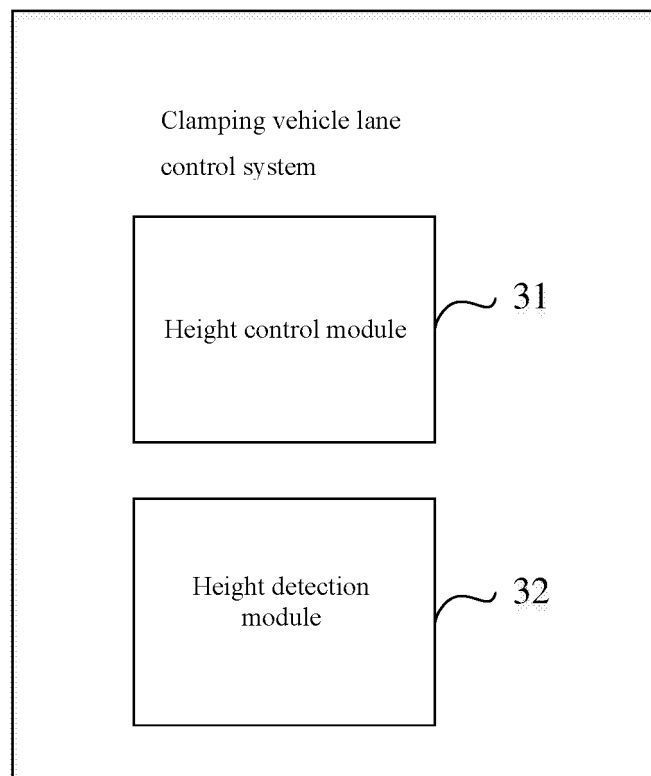 Clamping vehicle lane
control system
Height control module
31
Height detection
module
32